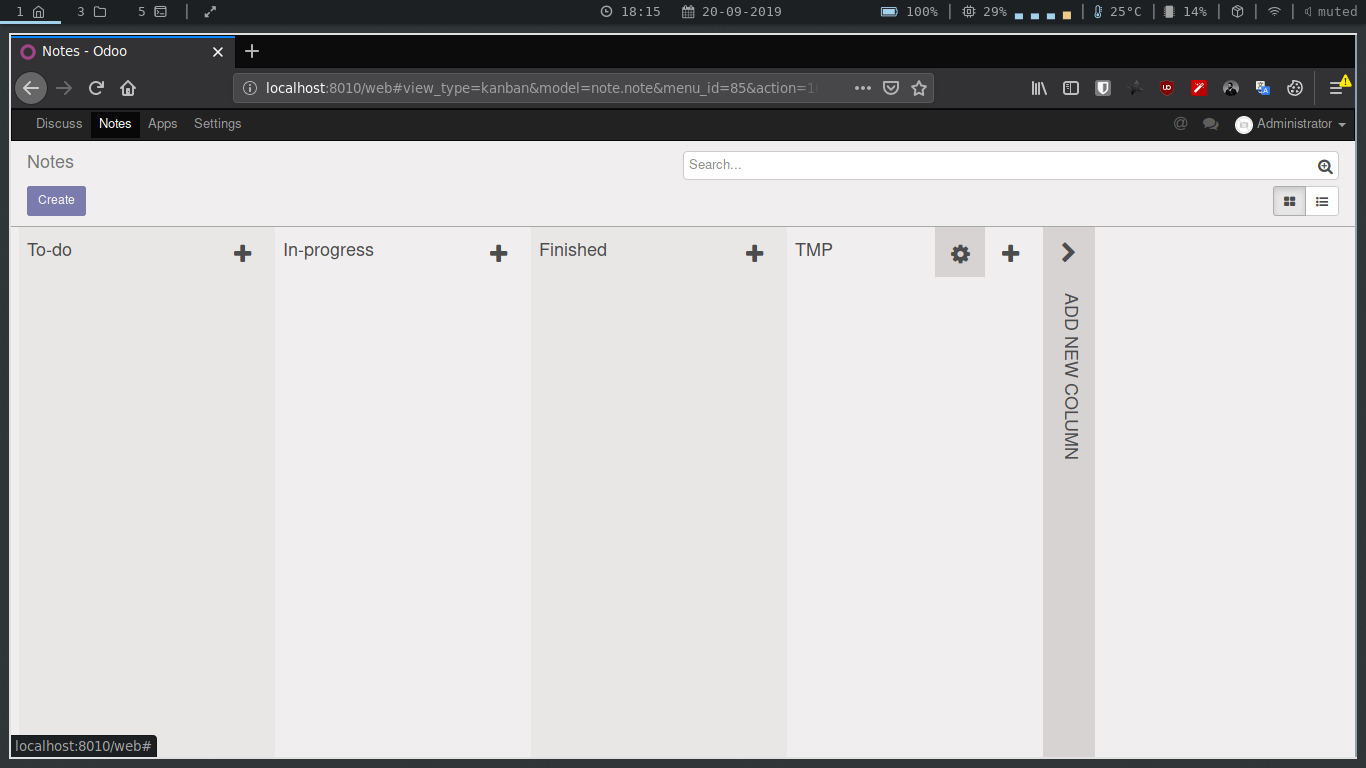 1 3 5 18:15 20-09-2019 100% 29% 25°C 14% muted
Notes - Odoo
localhost:8010/web#view_type=kanban&model=note.note&menu_id=85&action=1
Discuss Notes Apps Settings Administrator
Notes
Search...
Create
To-do In-progress Finished TMP
ADD NEW COLUMN
localhost:8010/web#